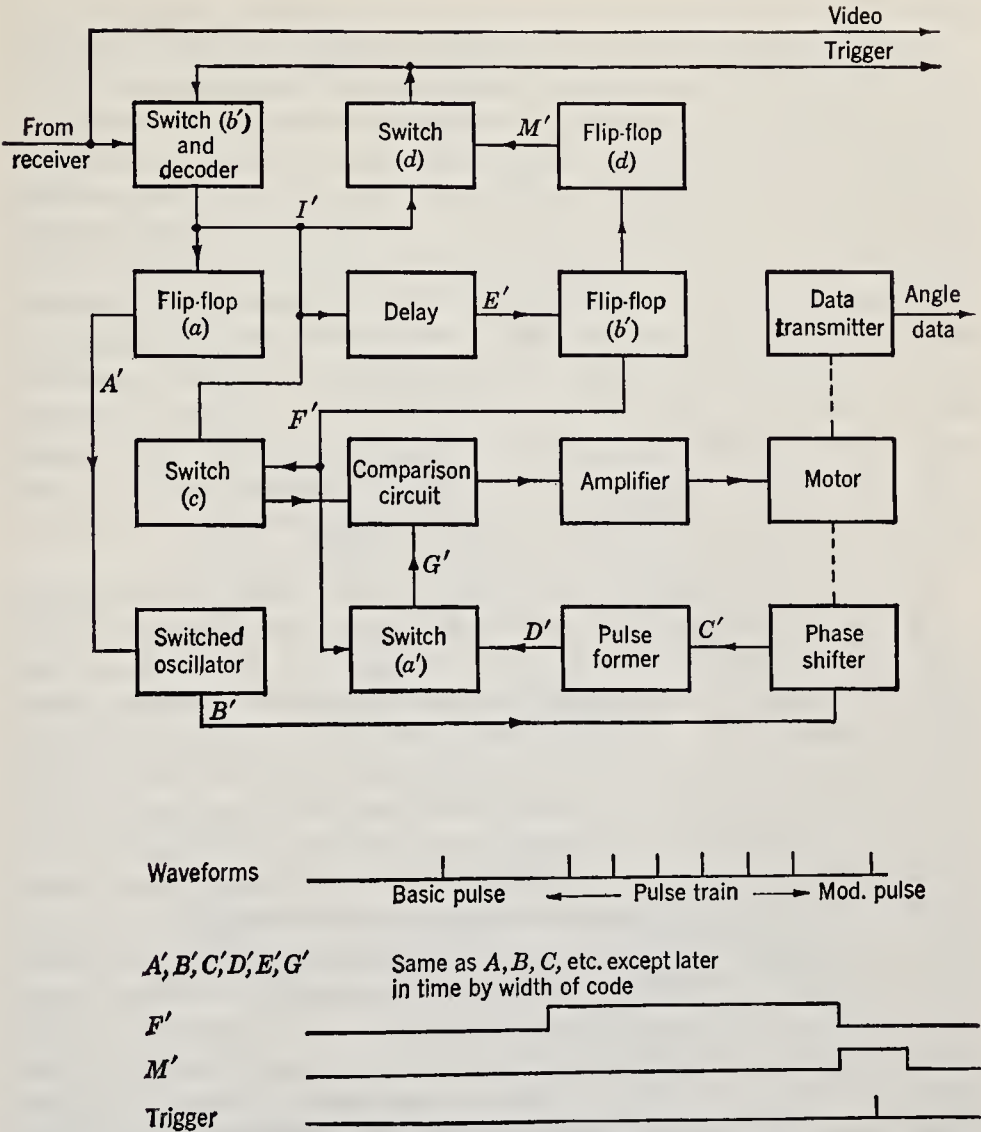 Video
Trigger
From
receiver
Switch (b′)
and
decoder
Switch
(d)
M′
Flip-flop
(d)
I′
Flip-flop
(a)
Delay
E′
Flip-flop
(b′)
Data
transmitter
Angle
data
A′
F′
Switch
(c)
Comparison
circuit
Amplifier
Motor
G′
Switched
oscillator
Switch
(a′)
D′
Pulse
former
C′
Phase
shifter
B′
Waveforms
Basic pulse
Pulse train
Mod. pulse
A′, B′, C′, D′, E′, G′
Same as A, B, C, etc. except later
in time by width of code
F′
M′
Trigger